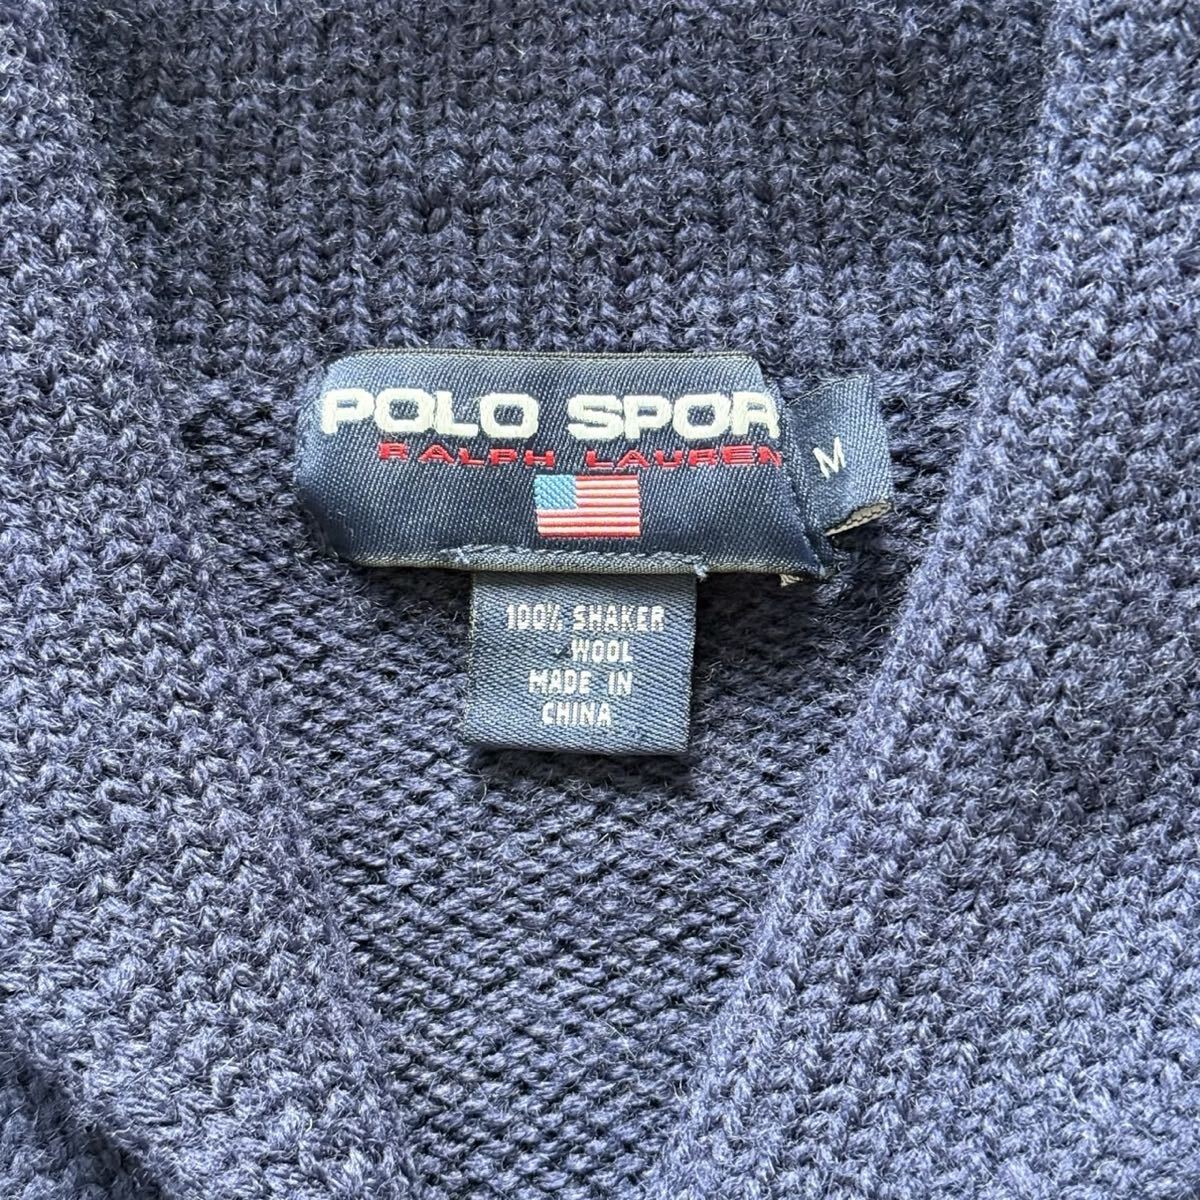 POLO SPOR
RALPH LAUREN
M
100% SHAKER
WOOL
MADE IN
CHINA